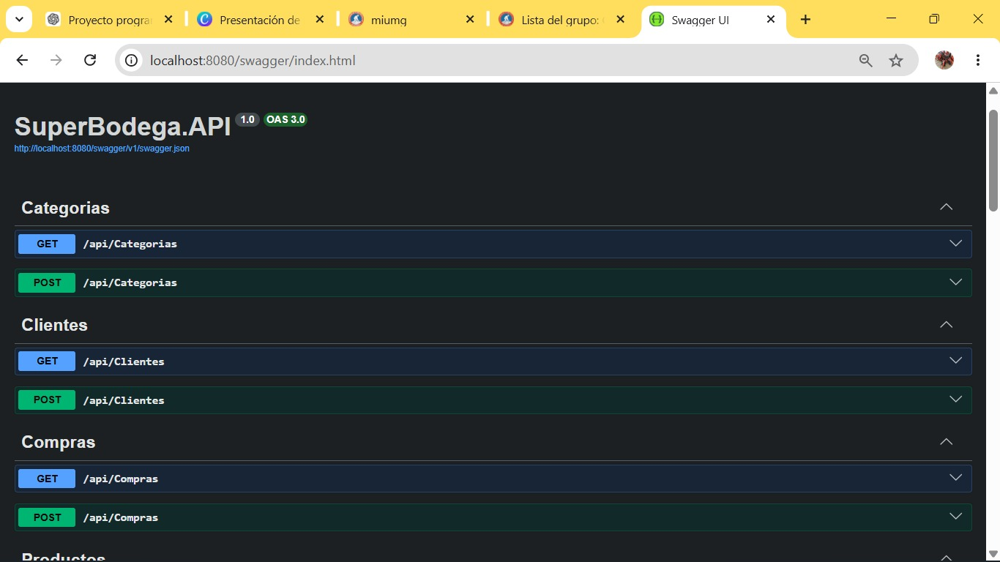 Proyecto progra
Presentación de
miumg
Lista del grupo:
Swagger UI
localhost:8080/swagger/index.html
SuperBodega.API 1.0 OAS 3.0
http://localhost:8080/swagger/v1/swagger.json
Categorias
GET /api/Categorias
POST /api/Categorias
Clientes
GET /api/Clientes
POST /api/Clientes
Compras
GET /api/Compras
POST /api/Compras
Productos